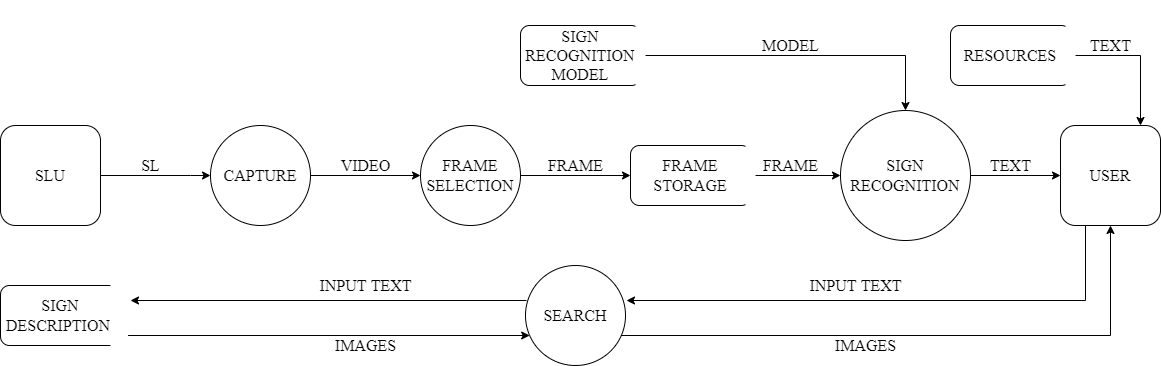 SIGN
RECOGNITION
MODEL
MODEL
RESOURCES
TEXT
SLU
SL
CAPTURE
VIDEO
FRAME
SELECTION
FRAME
FRAME
STORAGE
FRAME
SIGN
RECOGNITION
TEXT
USER
SIGN
DESCRIPTION
INPUT TEXT
IMAGES
SEARCH
INPUT TEXT
IMAGES